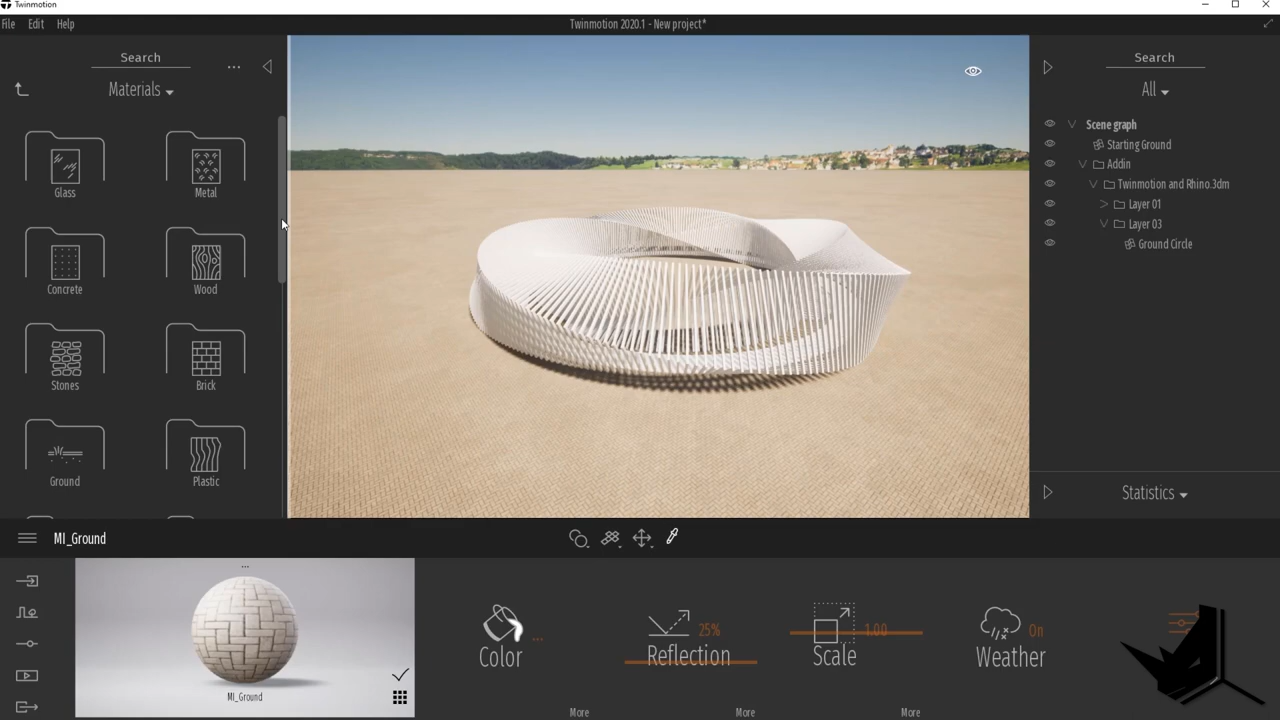 Twinmotion
File Edit Help
Twinmotion 2020.1 - New project*
Search
...
Materials
Glass
Metal
Concrete
Wood
Stones
Brick
Ground
Plastic
Search
All
Scene graph
Starting Ground
Addin
Twinmotion and Rhino.3dm
Layer 01
Layer 03
Ground Circle
Statistics
MI_Ground
...
MI_Ground
Color ...
Reflection 25%
Scale 1.00
Weather On
More
More
More